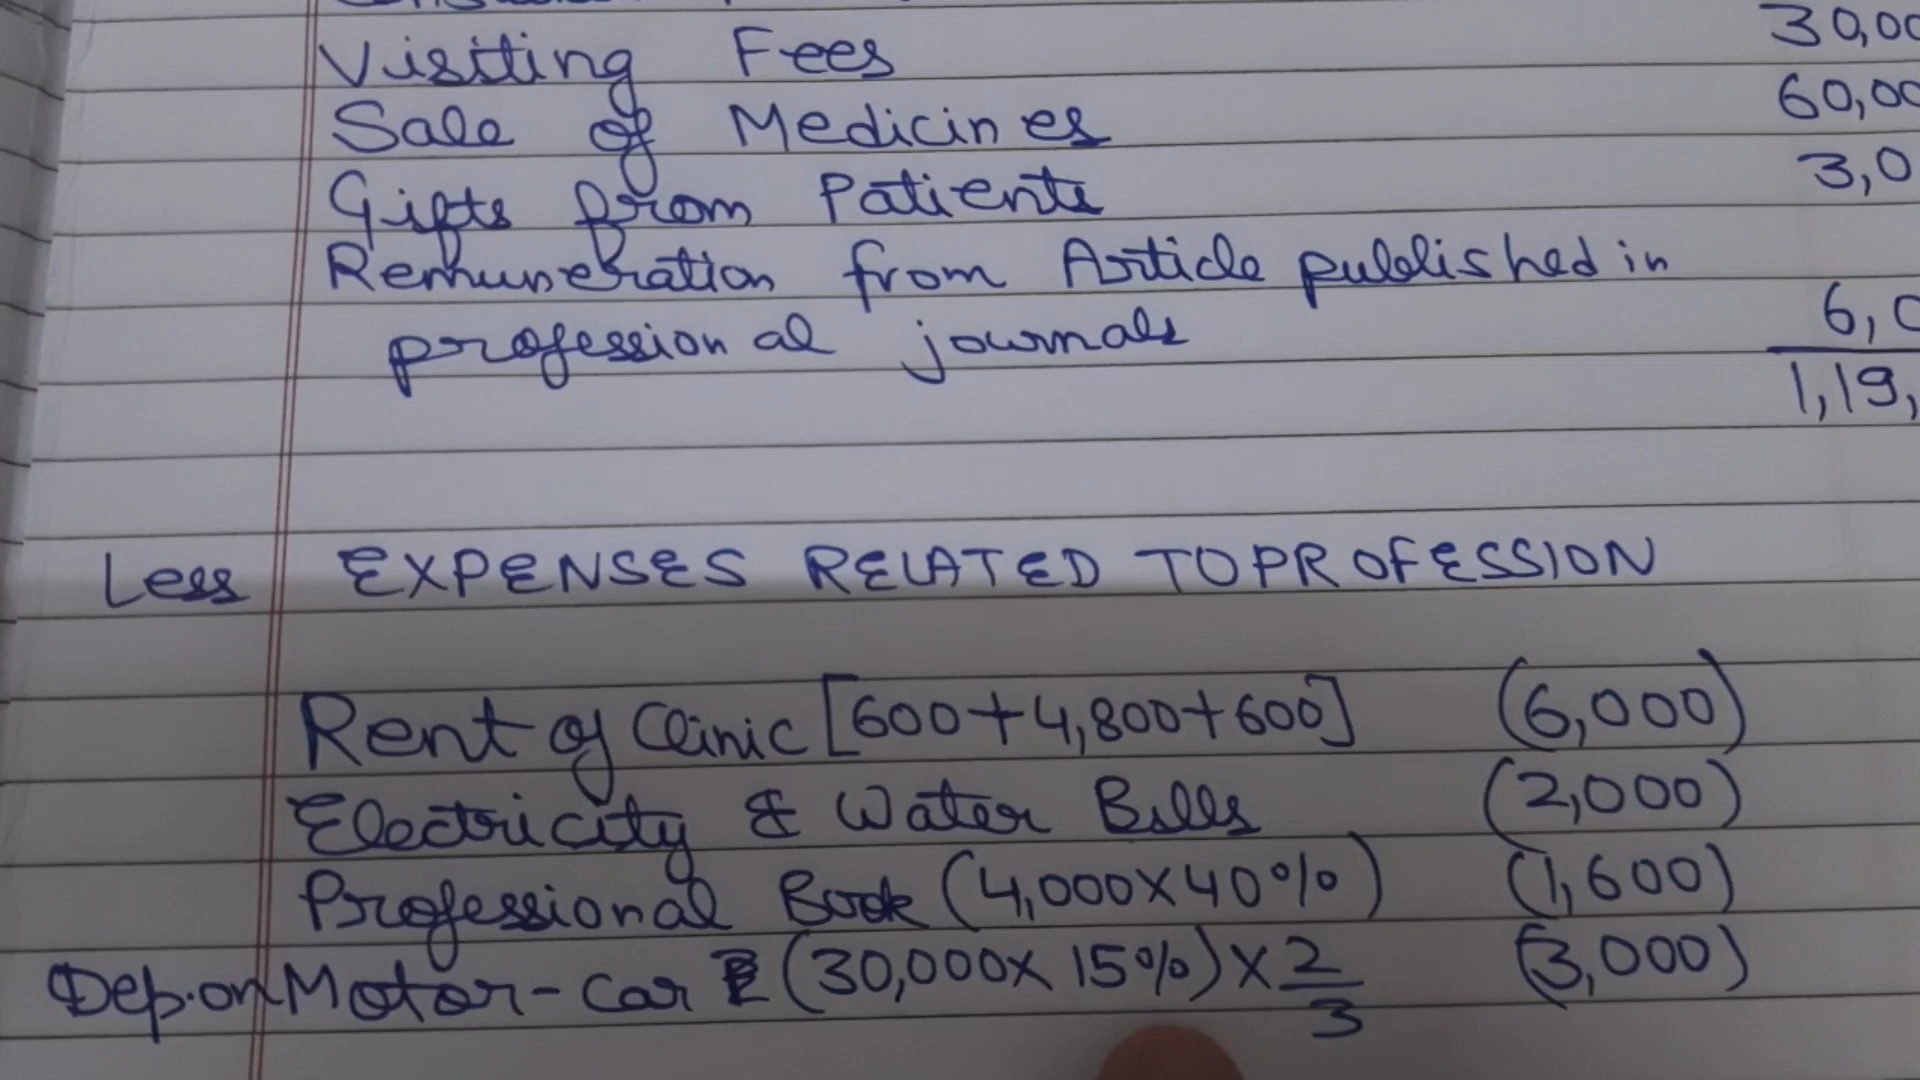 Visiting Fees 30,00
Sale of Medicines 60,00
Gifts from Patients 3,0
Remuneration from Article published in
professional journals 6,0
1,19,
Less EXPENSES RELATED TO PROFESSION
Rent of Clinic [600+4,800+600] (6,000)
Electricity & Water Bills (2,000)
Professional Book (4,000X40%) (1,600)
Dep. on Motor-car (30,000X 15%)X 2/3 (3,000)